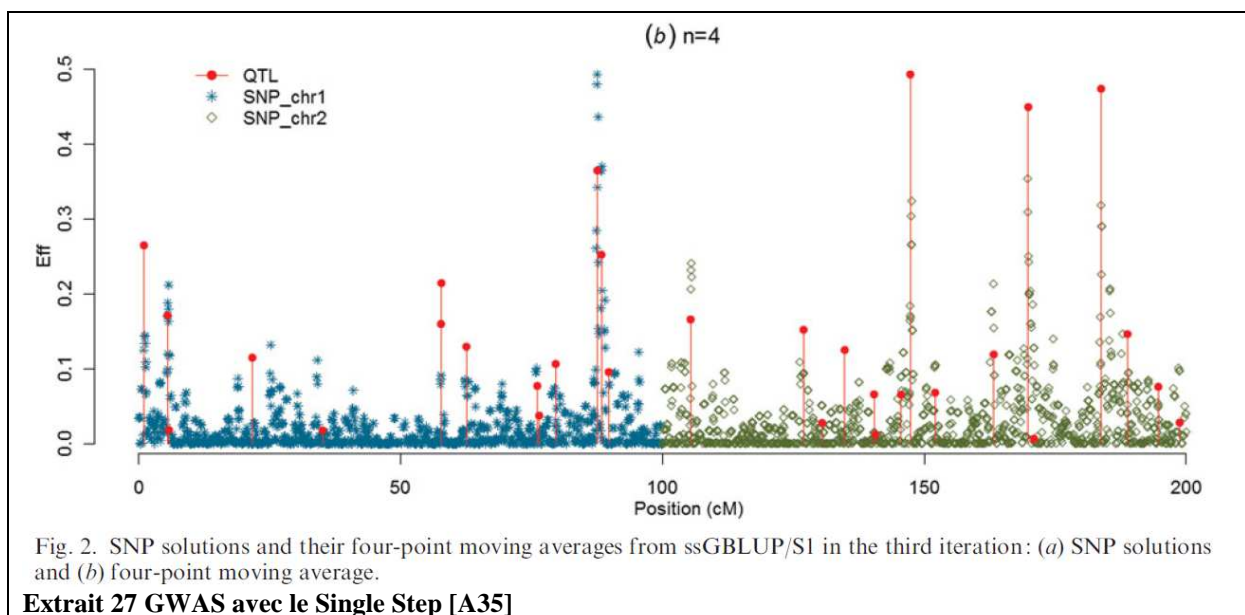 (b) n=4
QTL
SNP_chr1
SNP_chr2
0.5
0.4
0.3
0.2
0.1
0.0
Eff
0 50 100 150 200
Position (cM)
Fig. 2. SNP solutions and their four-point moving averages from ssGBLUP/S1 in the third iteration: (a) SNP solutions
and (b) four-point moving average.
Extrait 27 GWAS avec le Single Step [A35]